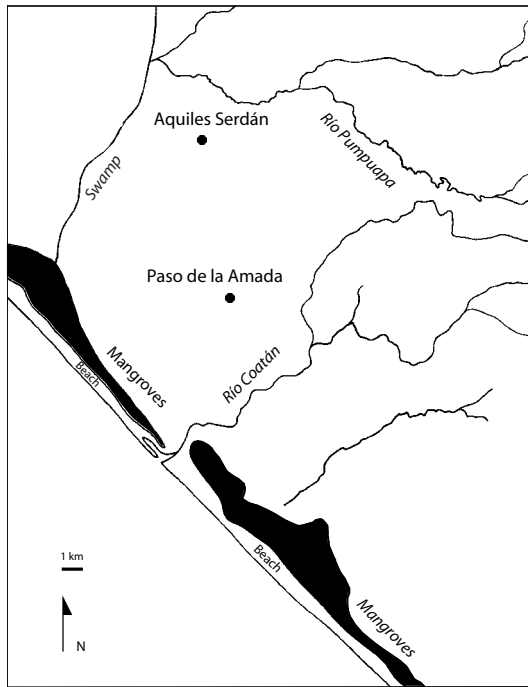 Aquiles Serdán
Río Pumpuapa
Swamp
Paso de la Amada
Mangroves
Beach
Río Coatán
1 km
Beach
Mangroves
N